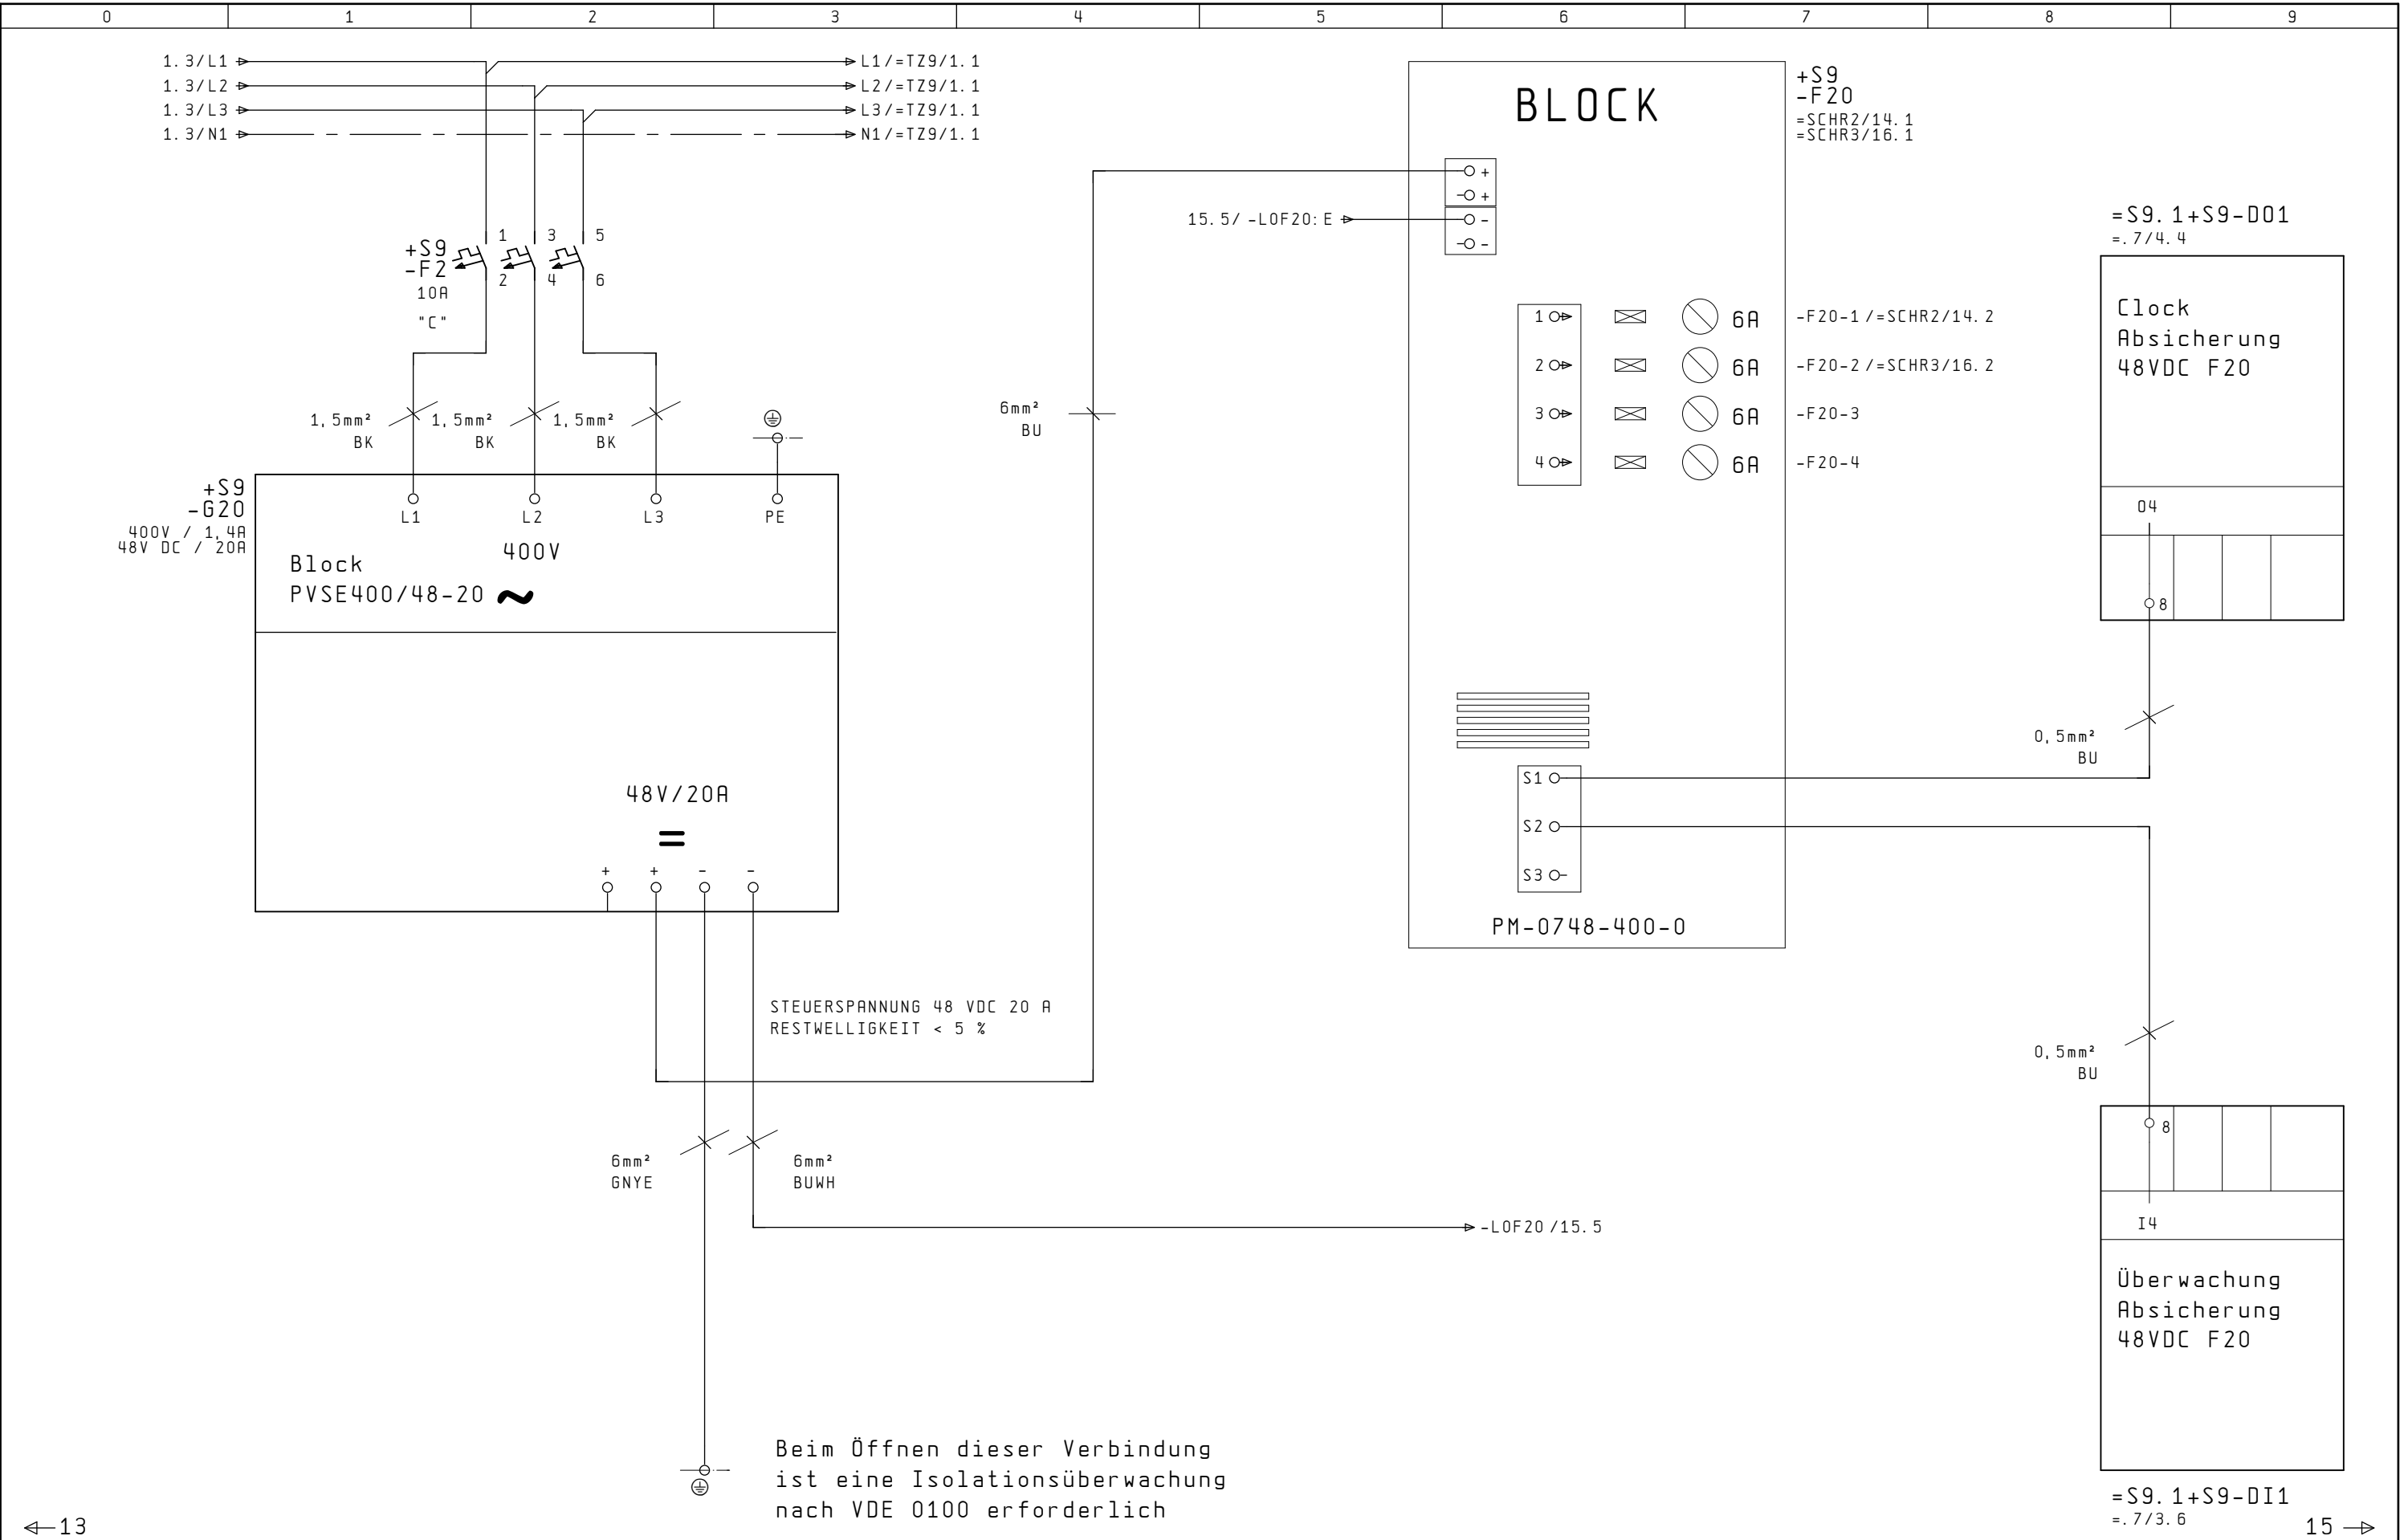 0 1 2 3 4 5 6 7 8 9
1.3/L1 L1/=TZ9/1.1
1.3/L2 L2/=TZ9/1.1
1.3/L3 L3/=TZ9/1.1
1.3/N1 N1/=TZ9/1.1
+S9
-F2
10A
"C"
1 3 5
2 4 6
1,5mm² 1,5mm² 1,5mm²
BK BK BK
+S9
-G20
400V / 1,4A
48V DC / 20A
L1 L2 L3 PE
400V
Block
PVSE400/48-20 ~
48V/20A
=
+ + - -
STEUERSPANNUNG 48 VDC 20 A
RESTWELLIGKEIT < 5 %
6mm²
GNYE
6mm²
BUWH
-L0F20/15.5
Beim Öffnen dieser Verbindung
ist eine Isolationsüberwachung
nach VDE 0100 erforderlich
6mm²
BU
15.5/-L0F20:E
BLOCK
+S9
-F20
=SCHR2/14.1
=SCHR3/16.1
+
+
-
-
1 6A -F20-1/=SCHR2/14.2
2 6A -F20-2/=SCHR3/16.2
3 6A -F20-3
4 6A -F20-4
S1
S2
S3
PM-0748-400-0
=S9.1+S9-DO1
=.7/4.4
Clock
Absicherung
48VDC F20
O4
8
0,5mm²
BU
0,5mm²
BU
8
I4
Überwachung
Absicherung
48VDC F20
=S9.1+S9-DI1
=.7/3.6
13
15